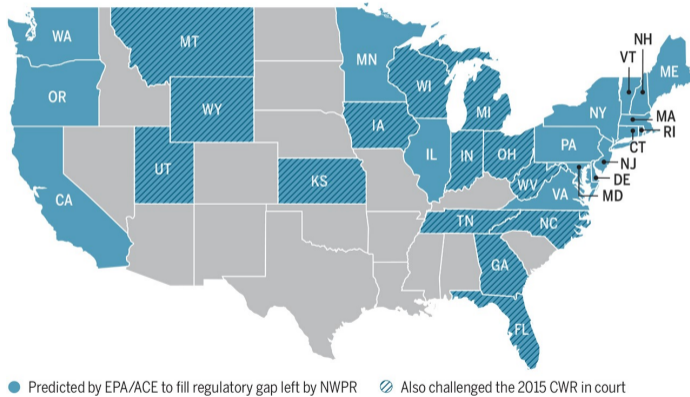 NH
WA
MT
MN
VT
ME
OR
WY
WI
MI
NY
IA
MA
RI
PA
CT
UT
IL
IN
OH
NJ
KS
WV
DE
CA
VA
MD
TN
NC
GA
FL
Predicted by EPA/ACE to fill regulatory gap left by NWPR
Also challenged the 2015 CWR in court